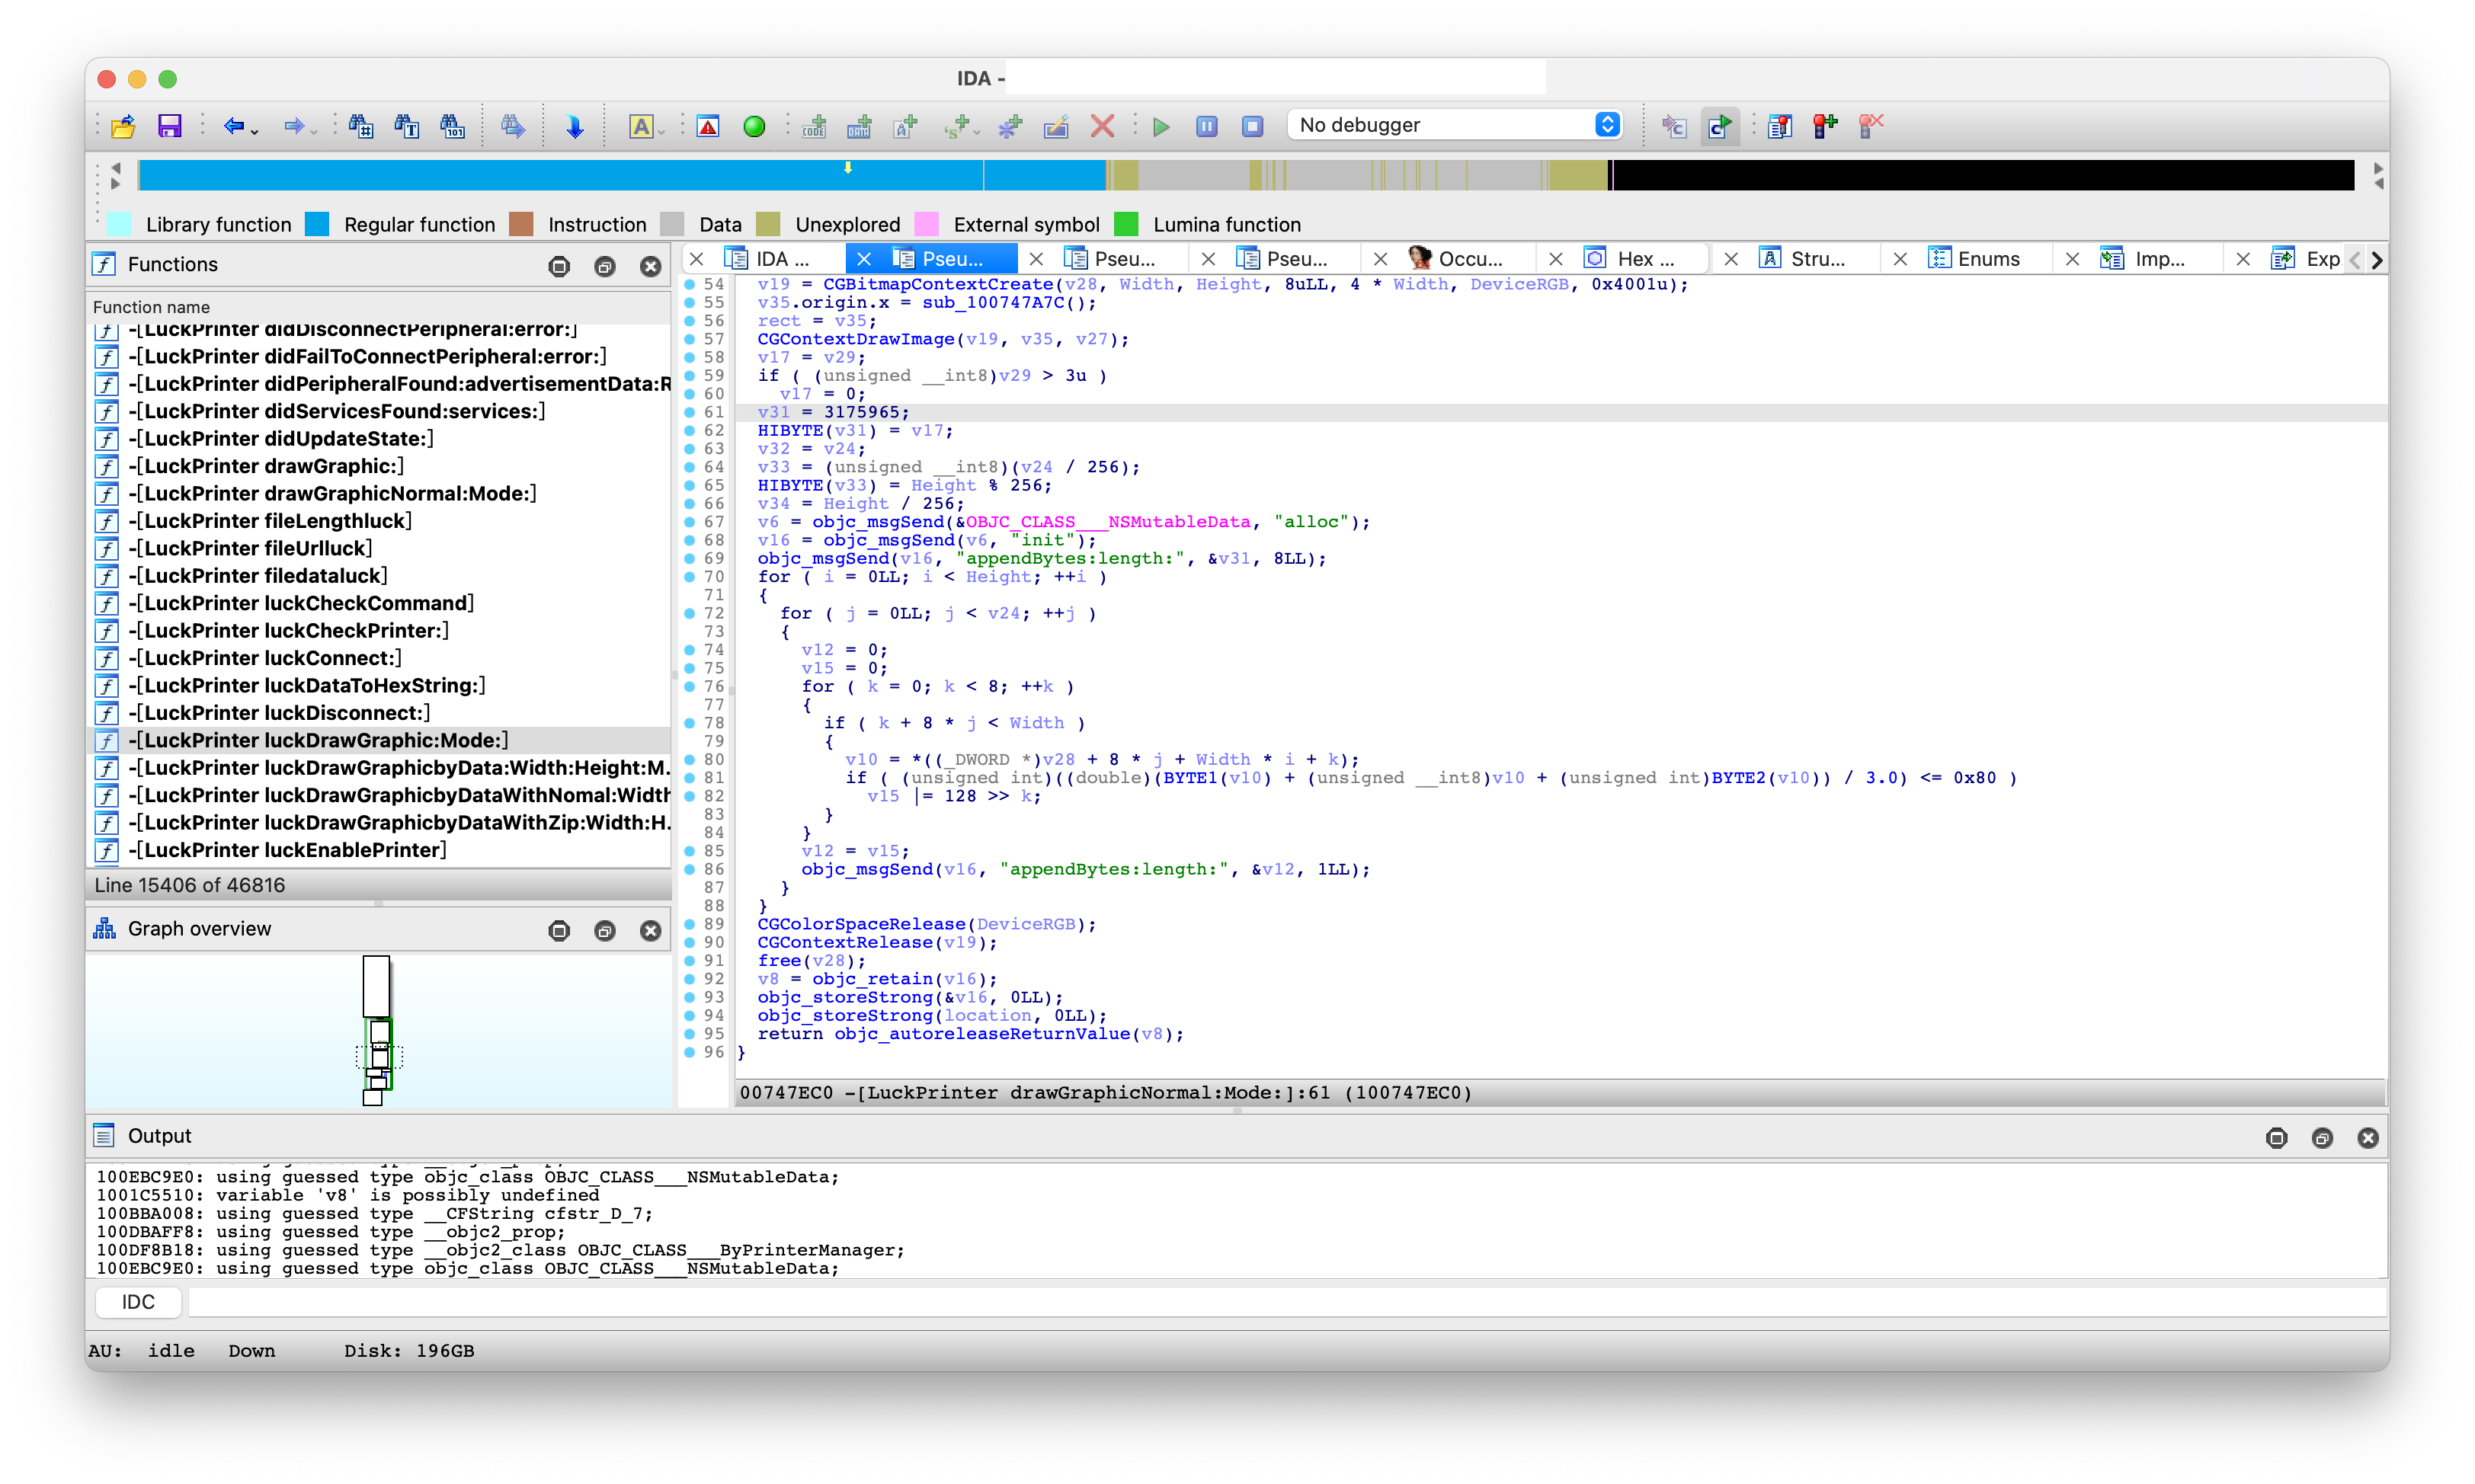 IDA -
No debugger
Library function Regular function Instruction Data Unexplored External symbol Lumina function
Functions
Function name
-[LuckPrinter didDisconnectPeripheral:error:]
-[LuckPrinter didFailToConnectPeripheral:error:]
-[LuckPrinter didPeripheralFound:advertisementData:R
-[LuckPrinter didServicesFound:services:]
-[LuckPrinter didUpdateState:]
-[LuckPrinter drawGraphic:]
-[LuckPrinter drawGraphicNormal:Mode:]
-[LuckPrinter fileLengthluck]
-[LuckPrinter fileUrlluck]
-[LuckPrinter filedataluck]
-[LuckPrinter luckCheckCommand]
-[LuckPrinter luckCheckPrinter:]
-[LuckPrinter luckConnect:]
-[LuckPrinter luckDataToHexString:]
-[LuckPrinter luckDisconnect:]
-[LuckPrinter luckDrawGraphic:Mode:]
-[LuckPrinter luckDrawGraphicbyData:Width:Height:M...
-[LuckPrinter luckDrawGraphicbyDataWithNomal:Width
-[LuckPrinter luckDrawGraphicbyDataWithZip:Width:H...
-[LuckPrinter luckEnablePrinter]
Line 15406 of 46816
Graph overview
IDA ... Pseu... Pseu... Pseu... Occu... Hex ... Stru... Enums Imp... Exp
54 v19 = CGBitmapContextCreate(v28, Width, Height, 8uLL, 4 * Width, DeviceRGB, 0x4001u);
55 v35.origin.x = sub_100747A7C();
56 rect = v35;
57 CGContextDrawImage(v19, v35, v27);
58 v17 = v29;
59 if ( (unsigned __int8)v29 > 3u )
60 v17 = 0;
61 v31 = 3175965;
62 HIBYTE(v31) = v17;
63 v32 = v24;
64 v33 = (unsigned __int8)(v24 / 256);
65 HIBYTE(v33) = Height % 256;
66 v34 = Height / 256;
67 v6 = objc_msgSend(&OBJC_CLASS___NSMutableData, "alloc");
68 v16 = objc_msgSend(v6, "init");
69 objc_msgSend(v16, "appendBytes:length:", &v31, 8LL);
70 for ( i = 0LL; i < Height; ++i )
71 {
72 for ( j = 0LL; j < v24; ++j )
73 {
74 v12 = 0;
75 v15 = 0;
76 for ( k = 0; k < 8; ++k )
77 {
78 if ( k + 8 * j < Width )
79 {
80 v10 = *((_DWORD *)v28 + 8 * j + Width * i + k);
81 if ( (unsigned int)((double)(BYTE1(v10) + (unsigned __int8)v10 + (unsigned int)BYTE2(v10)) / 3.0) <= 0x80 )
82 v15 |= 128 >> k;
83 }
84 }
85 v12 = v15;
86 objc_msgSend(v16, "appendBytes:length:", &v12, 1LL);
87 }
88 }
89 CGColorSpaceRelease(DeviceRGB);
90 CGContextRelease(v19);
91 free(v28);
92 v8 = objc_retain(v16);
93 objc_storeStrong(&v16, 0LL);
94 objc_storeStrong(location, 0LL);
95 return objc_autoreleaseReturnValue(v8);
96 }
00747EC0 -[LuckPrinter drawGraphicNormal:Mode:]:61 (100747EC0)
Output
100EBC9E0: using guessed type objc_class OBJC_CLASS___NSMutableData;
1001C5510: variable 'v8' is possibly undefined
100BBA008: using guessed type __CFString cfstr_D_7;
100DBAFF8: using guessed type __objc2_prop;
100DF8B18: using guessed type __objc2_class OBJC_CLASS___ByPrinterManager;
100EBC9E0: using guessed type objc_class OBJC_CLASS___NSMutableData;
IDC
AU: idle Down Disk: 196GB